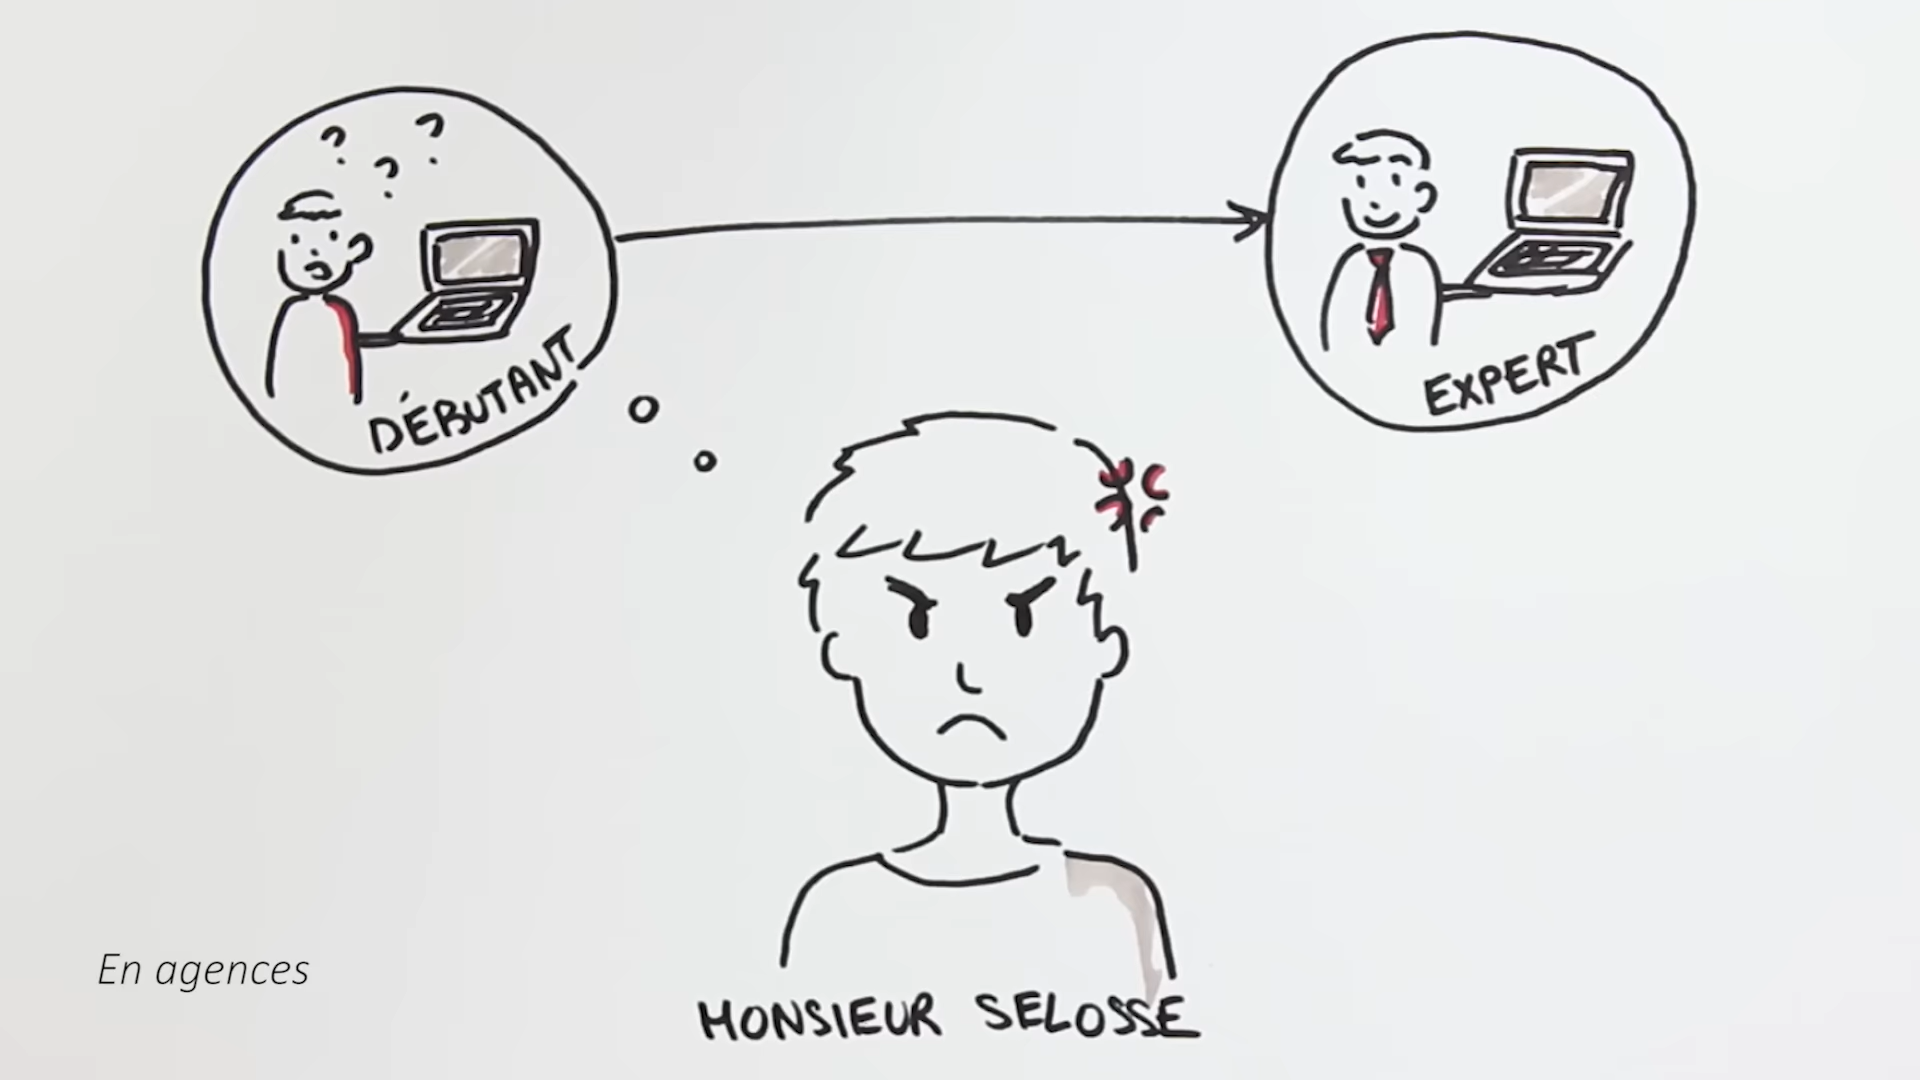 ? ? ?
DÉBUTANT
EXPERT
En agences
MONSIEUR SELOSSE